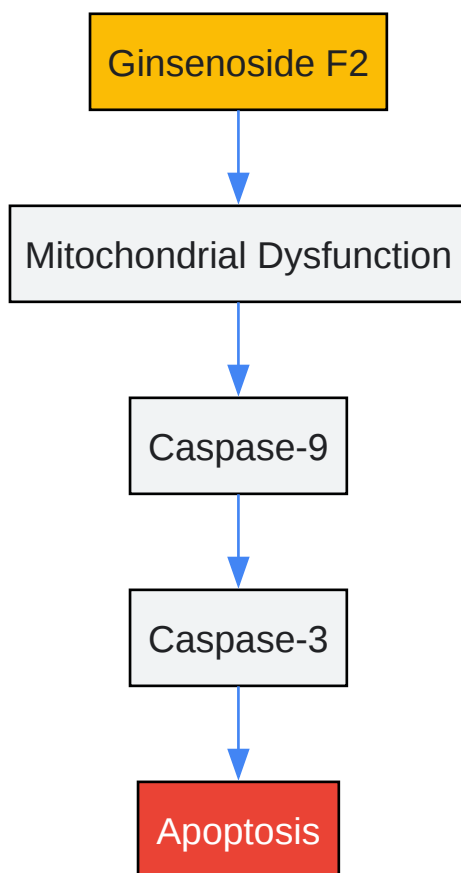 Ginsenoside F2
Mitochondrial Dysfunction
Caspase-9
Caspase-3
Apoptosis